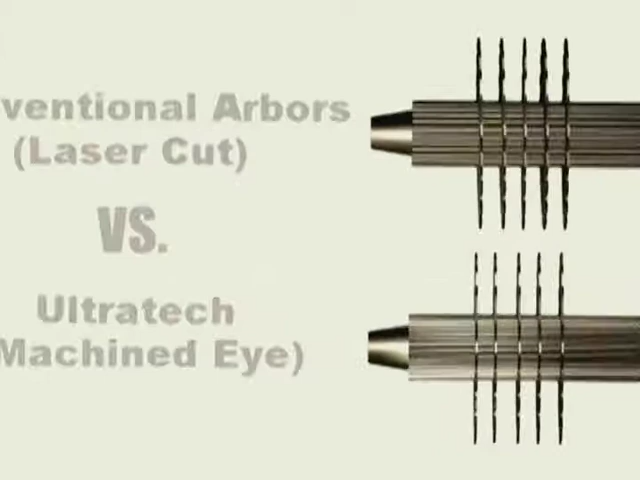 ventional Arbors
(Laser Cut)
VS.
Ultratech
Machined Eye)